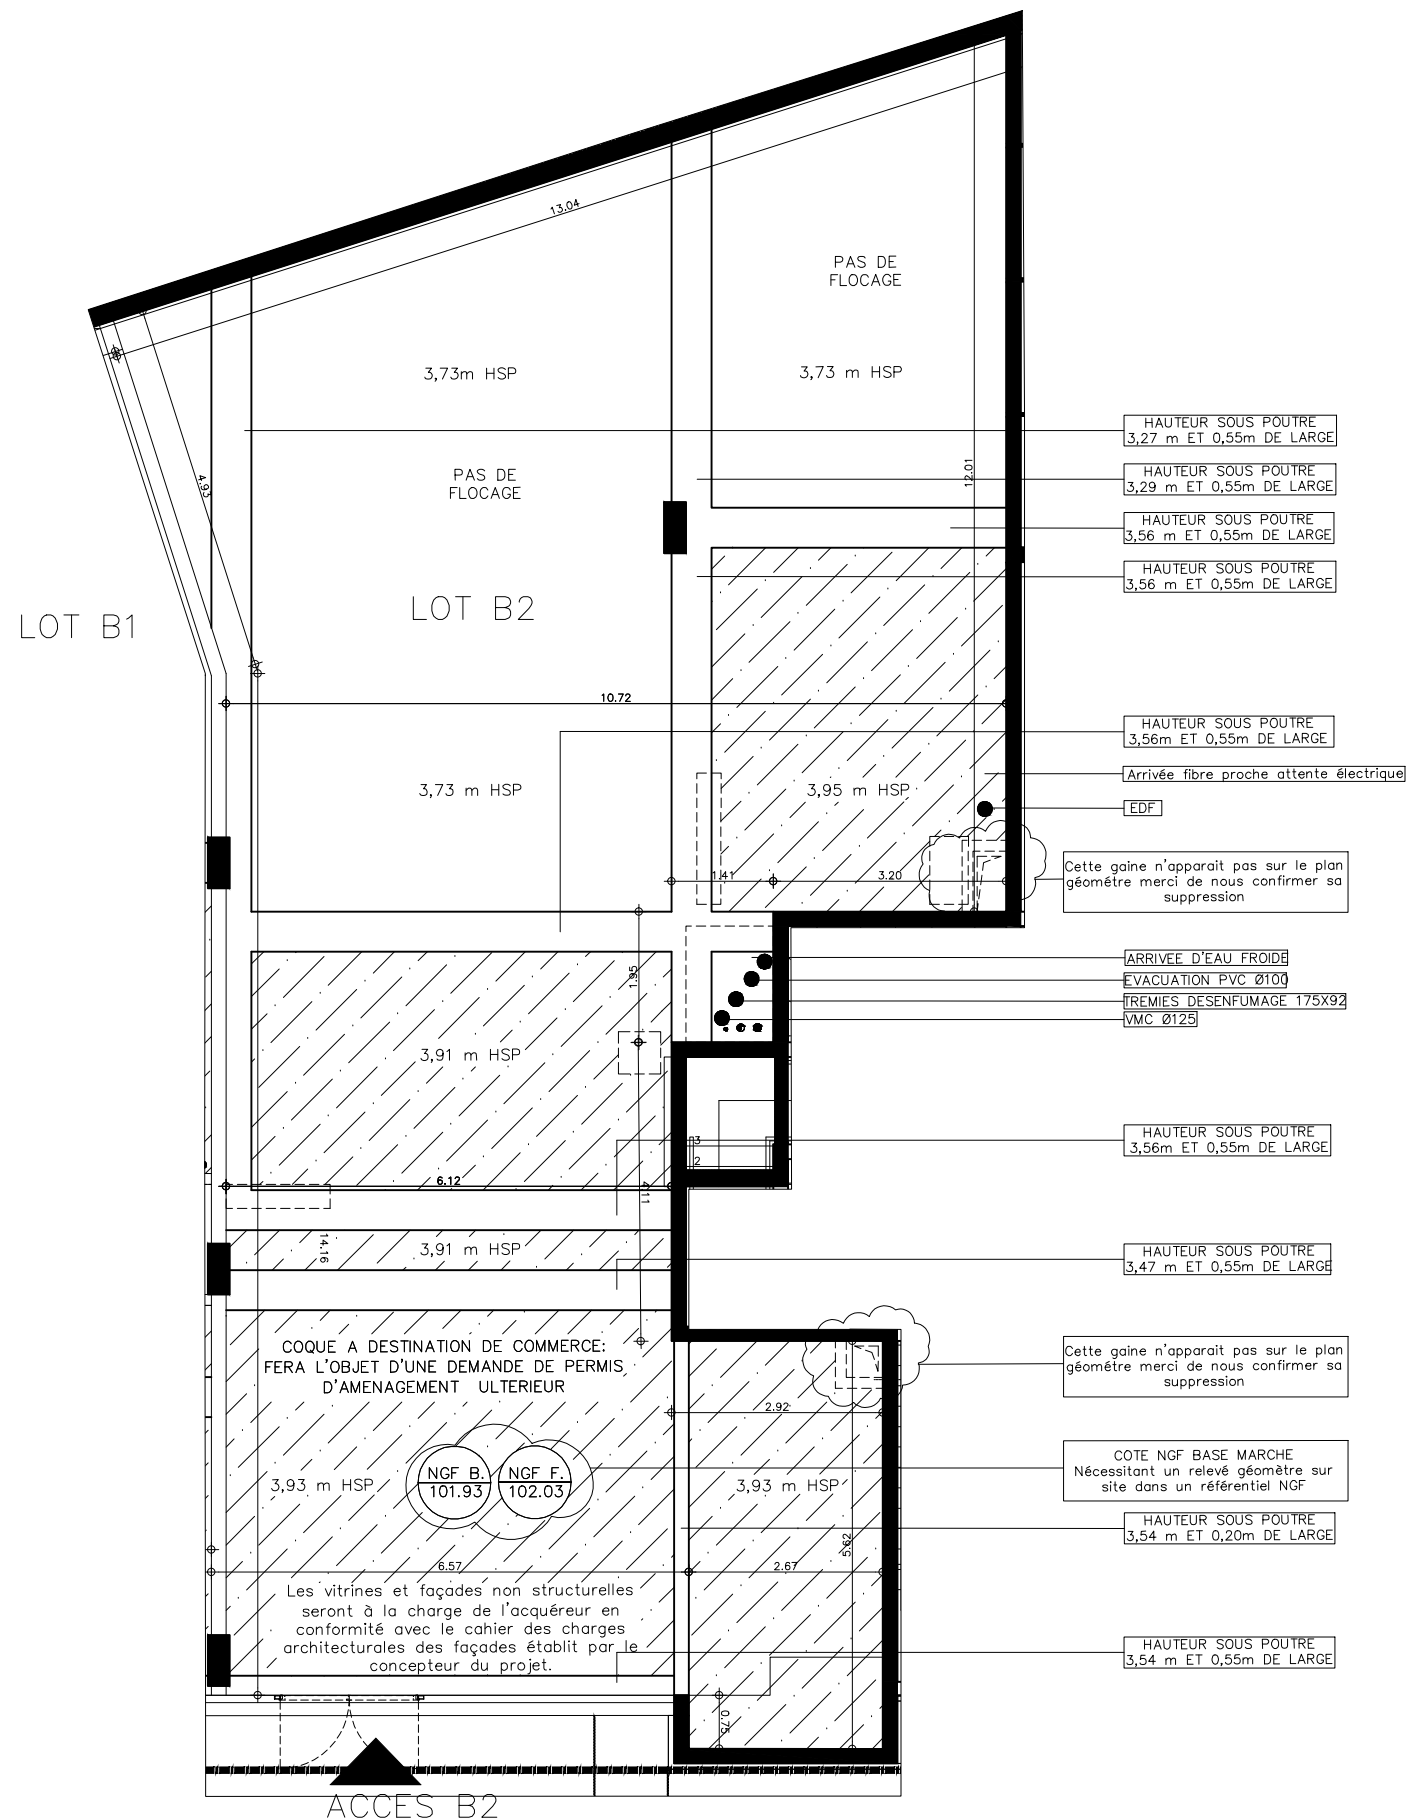 13.04
PAS DE
FLOCAGE
3,73m HSP
3,73 m HSP
HAUTEUR SOUS POUTRE
3,27 m ET 0,55m DE LARGE
PAS DE
FLOCAGE
4.93
12.01
HAUTEUR SOUS POUTRE
3,29 m ET 0,55m DE LARGE
HAUTEUR SOUS POUTRE
3,56 m ET 0,55m DE LARGE
HAUTEUR SOUS POUTRE
3,56 m ET 0,55m DE LARGE
LOT B1
LOT B2
10.72
HAUTEUR SOUS POUTRE
3,56m ET 0,55m DE LARGE
Arrivée fibre proche attente électrique
3,73 m HSP
3,95 m HSP
EDF
1.41
3.20
Cette gaine n'apparait pas sur le plan
géométre merci de nous confirmer sa
suppression
1.95
ARRIVEE D'EAU FROIDE
EVACUATION PVC Ø100
TREMIES DESENFUMAGE 175X92
VMC Ø125
3,91 m HSP
3
2
HAUTEUR SOUS POUTRE
3,56m ET 0,55m DE LARGE
6.12
4.11
14.16
3,91 m HSP
HAUTEUR SOUS POUTRE
3,47 m ET 0,55m DE LARGE
COQUE A DESTINATION DE COMMERCE:
FERA L'OBJET D'UNE DEMANDE DE PERMIS
D'AMENAGEMENT ULTERIEUR
Cette gaine n'apparait pas sur le plan
géométre merci de nous confirmer sa
suppression
2.92
3,93 m HSP
NGF B.
101.93
NGF F.
102.03
3,93 m HSP
COTE NGF BASE MARCHE
Nécessitant un relevé géomètre sur
site dans un référentiel NGF
HAUTEUR SOUS POUTRE
3,54 m ET 0,20m DE LARGE
5.62
6.57
2.67
Les vitrines et façades non structurelles
seront à la charge de l'acquéreur en
conformité avec le cahier des charges
architecturales des façades établit par le
concepteur du projet.
HAUTEUR SOUS POUTRE
3,54 m ET 0,55m DE LARGE
0.75
ACCES B2